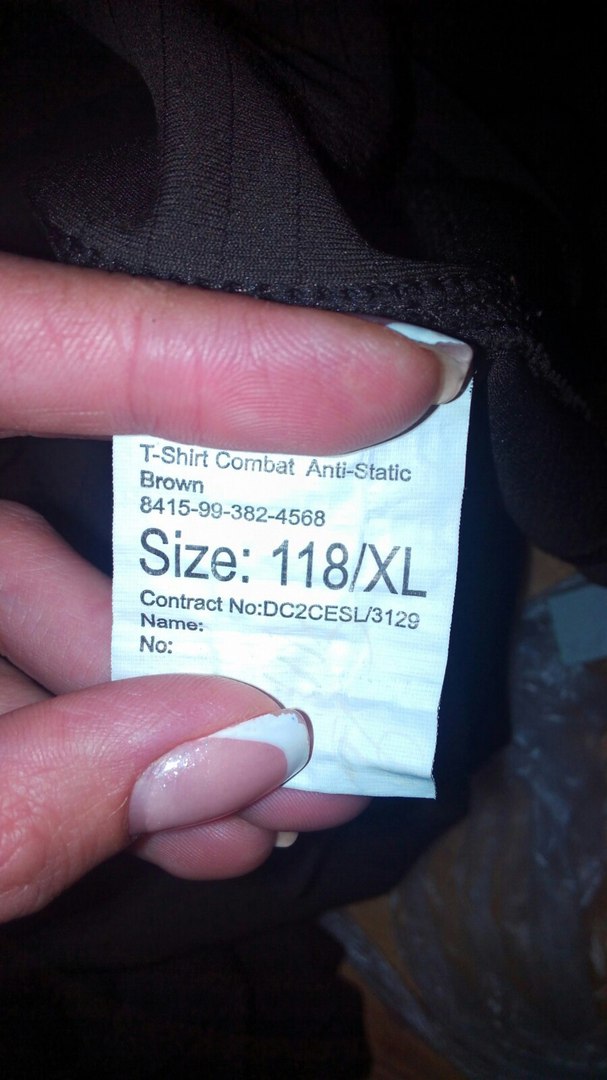 T-Shirt Combat Anti-Static
Brown
8415-99-382-4568
Size: 118/XL
Contract No:DC2CESL/3129
Name:
No: